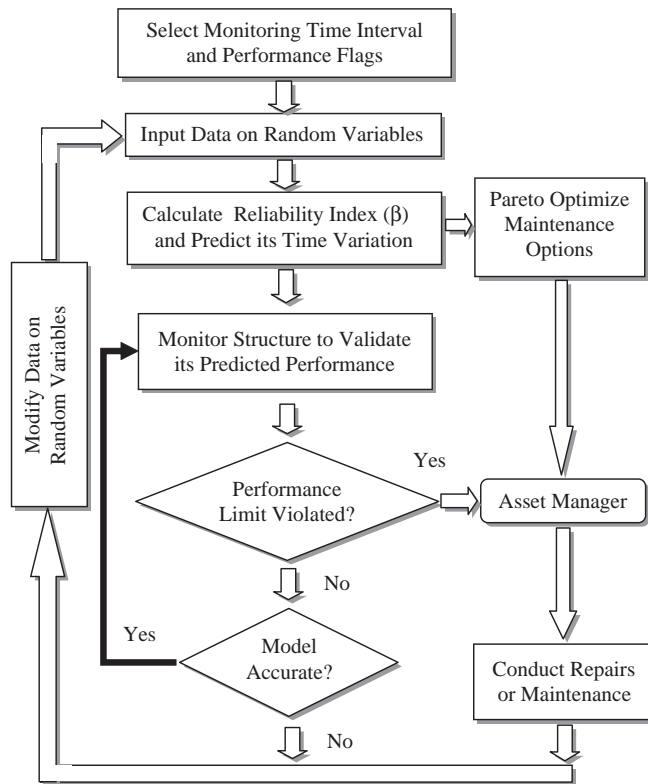 Select Monitoring Time Interval
and Performance Flags
Input Data on Random Variables
Calculate Reliability Index (β)
and Predict its Time Variation
Pareto Optimize
Maintenance
Options
Modify Data on
Random Variables
Monitor Structure to Validate
its Predicted Performance
Yes
Performance
Limit Violated?
Asset Manager
No
Yes
Model
Accurate?
Conduct Repairs
or Maintenance
No